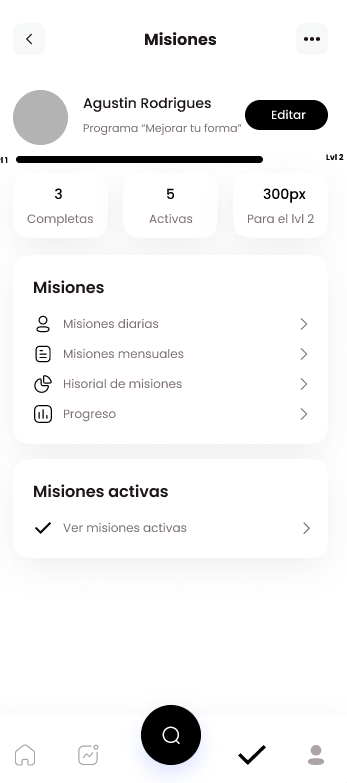 Misiones
Agustin Rodrigues
Programa “Mejorar tu forma”
Editar
Lvl 2
3
5
300px
Completas
Activas
Para el lvl 2
Misiones
Misiones diarias
Misiones mensuales
Hisorial de misiones
Progreso
Misiones activas
Ver misiones activas